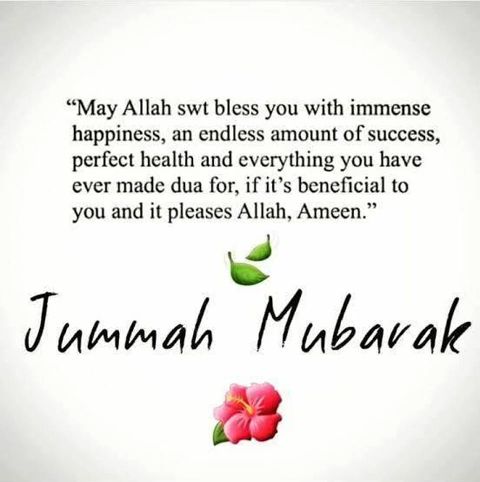 “May Allah swt bless you with immense
happiness, an endless amount of success,
perfect health and everything you have
ever made dua for, if it’s beneficial to
you and it pleases Allah, Ameen.”
Jummah Mubarak